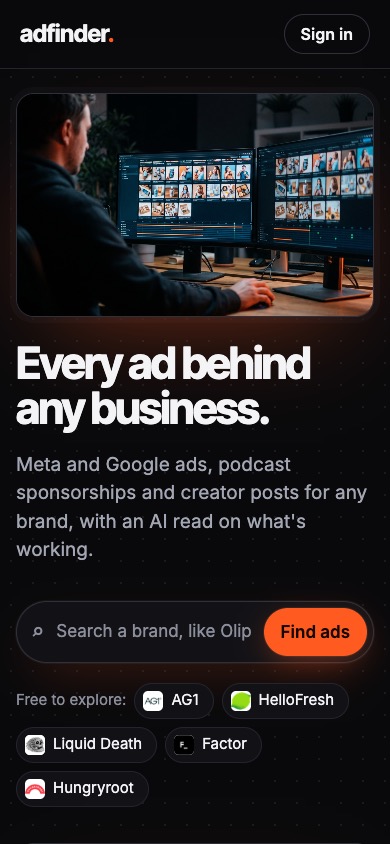 adfinder.
Sign in
Every ad behind
any business.
Meta and Google ads, podcast
sponsorships and creator posts for any
brand, with an AI read on what's
working.
Search a brand, like Olip
Find ads
Free to explore:
AG1
AG1
HelloFresh
Liquid Death
F_
Factor
Hungryroot